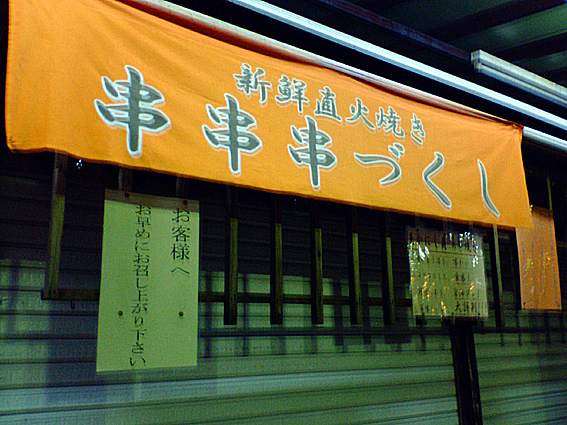 新鮮直火焼き
串串串づくし
お客様へ
お早めにお召し上がり下さい